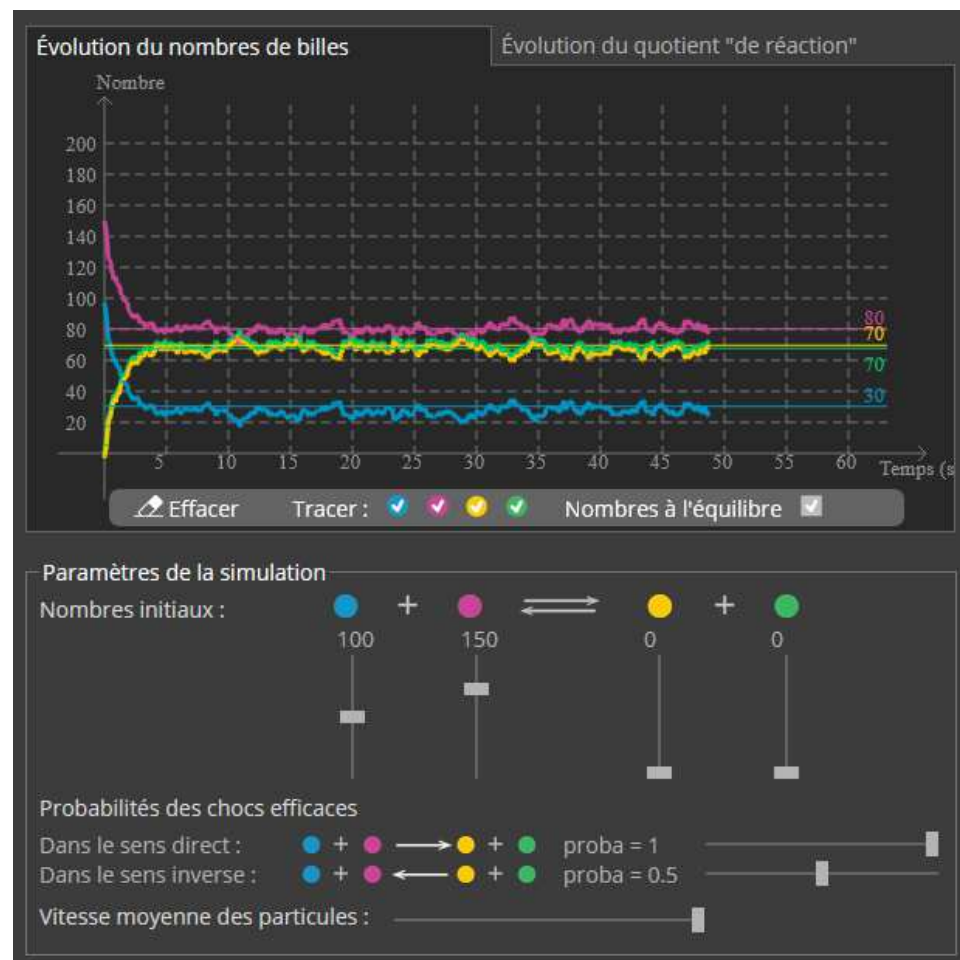 Évolution du nombres de billes
Évolution du quotient "de réaction"
Nombre
200
180
160
140
120
100
80
60
40
20
80
70
70
30
5 10 15 20 25 30 35 40 45 50 55 60
Temps (s
Effacer Tracer : Nombres à l'équilibre
Paramètres de la simulation
Nombres initiaux : + +
100 150 0 0
Probabilités des chocs efficaces
Dans le sens direct : + + proba = 1
Dans le sens inverse : + + proba = 0.5
Vitesse moyenne des particules :